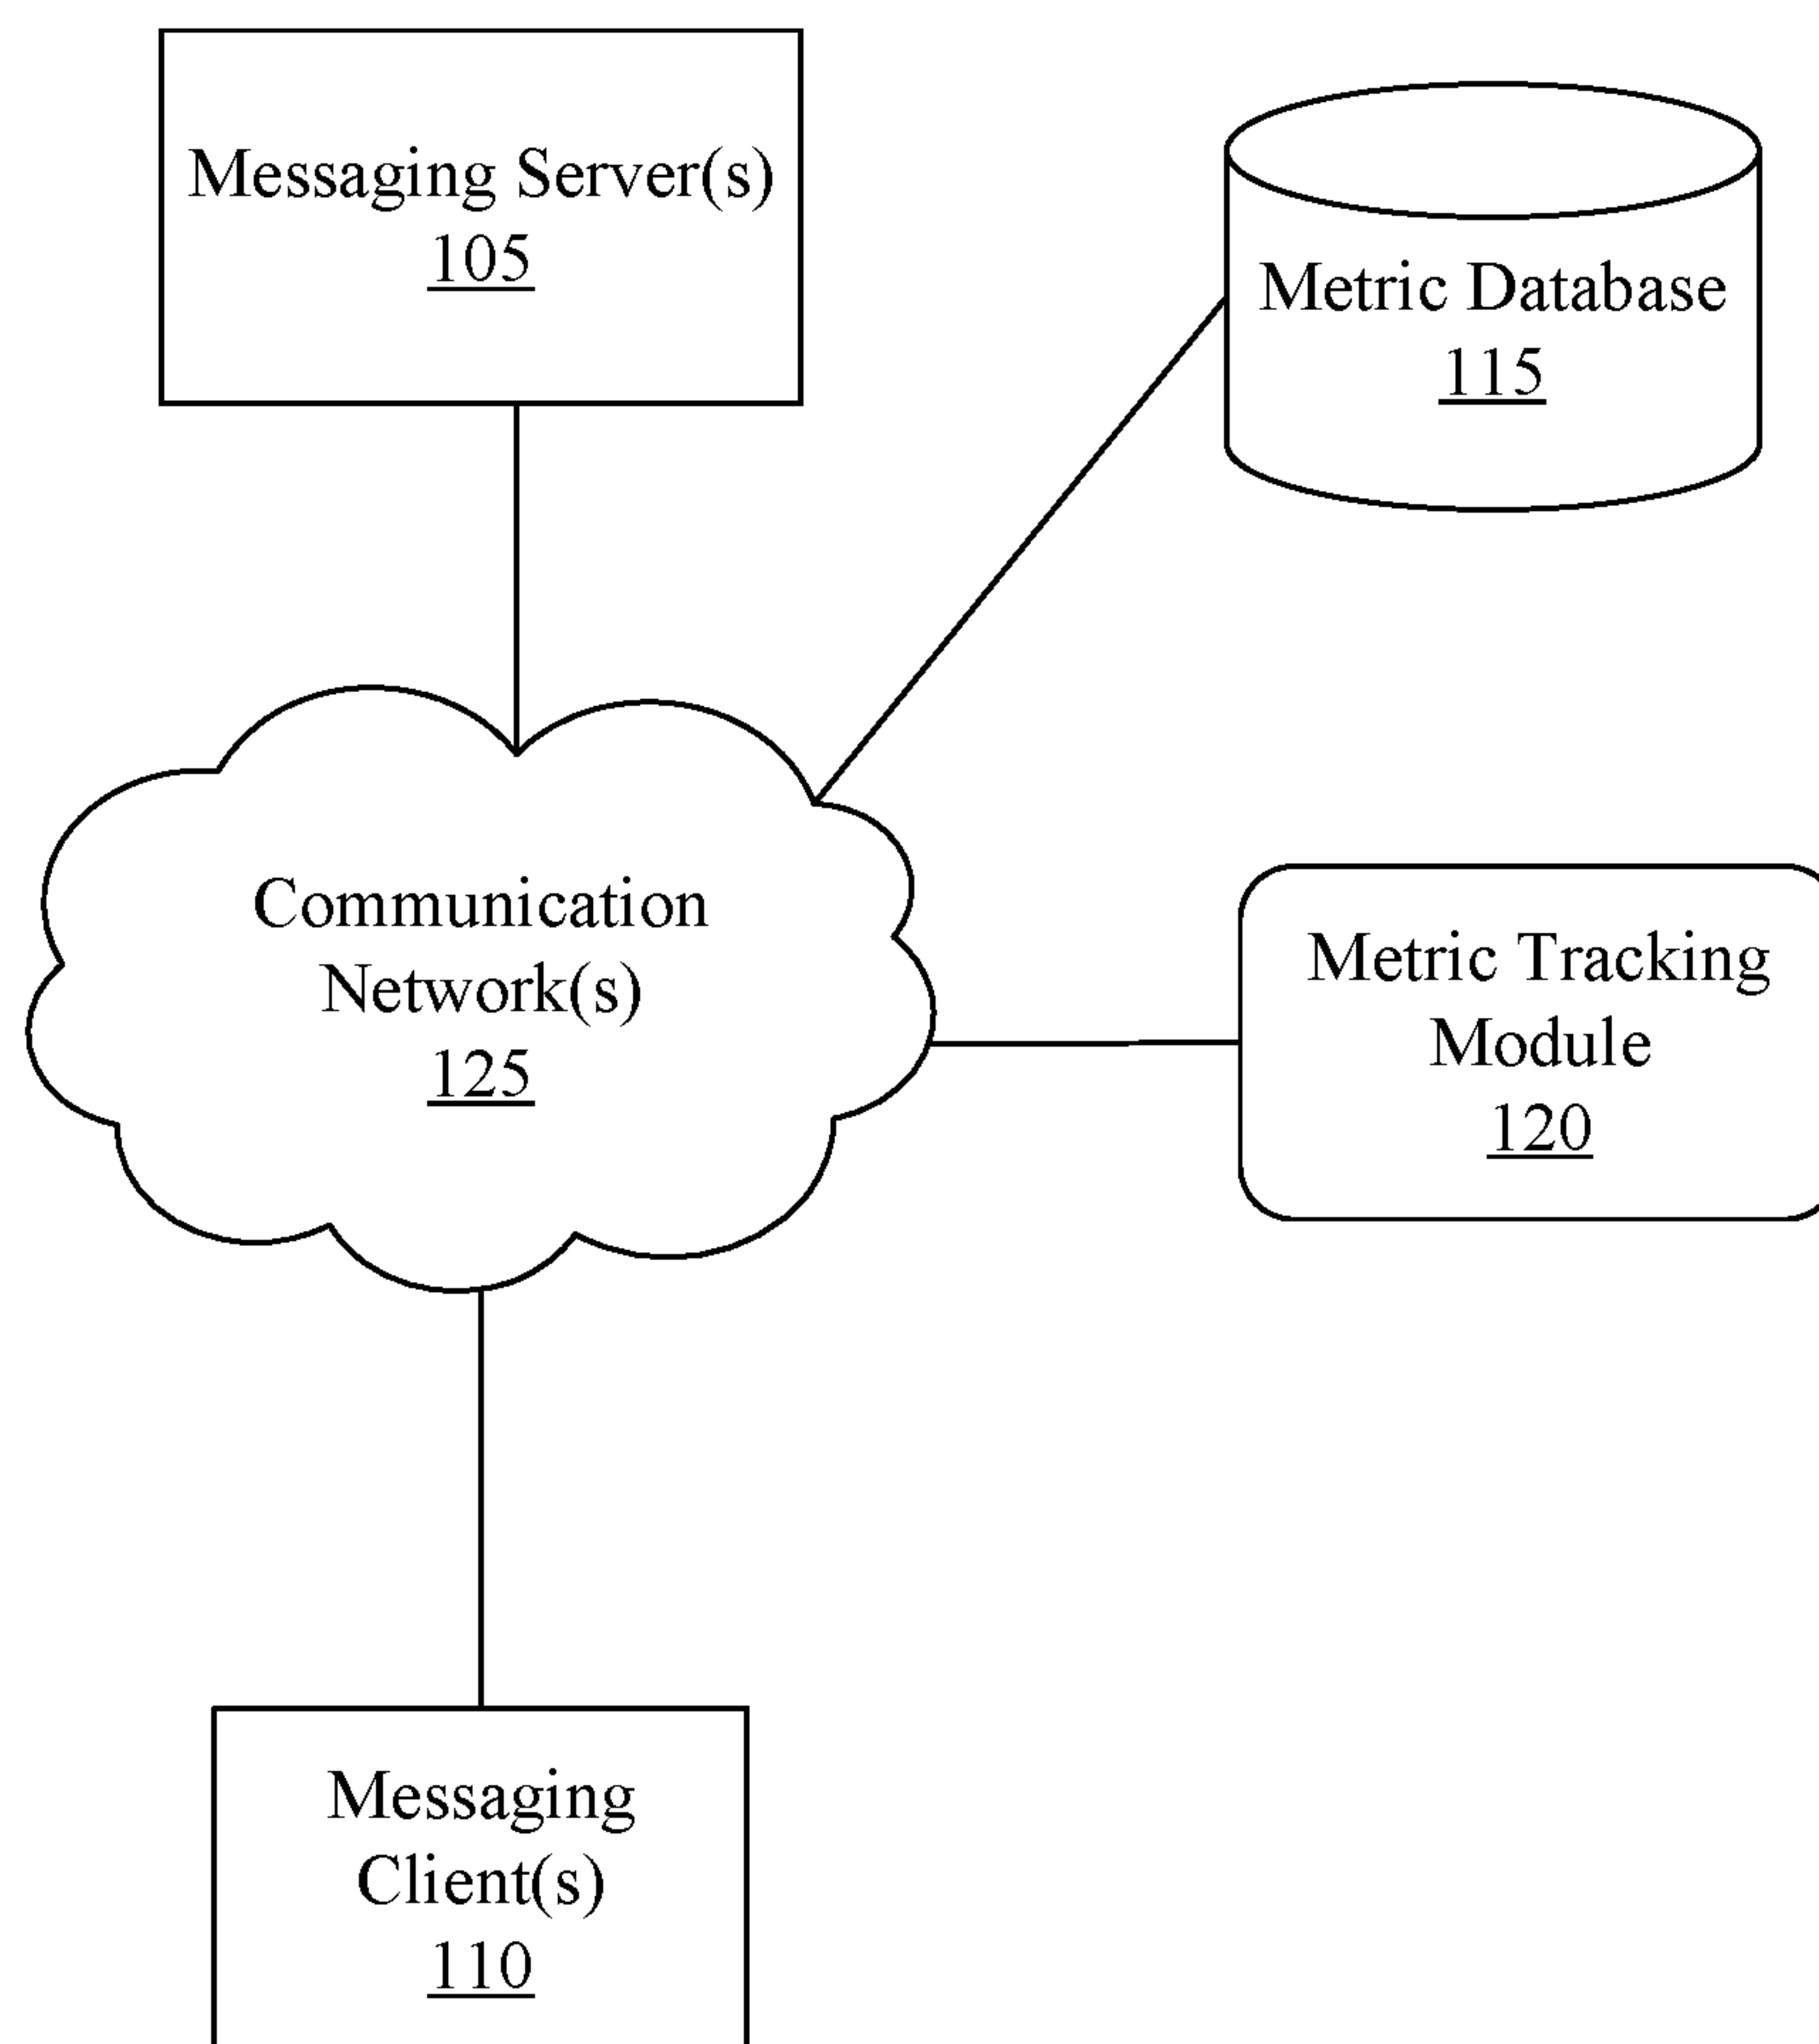 Messaging Server(s)
105
Metric Database
115
Communication
Network(s)
125
Metric Tracking
Module
120
Messaging
Client(s)
110